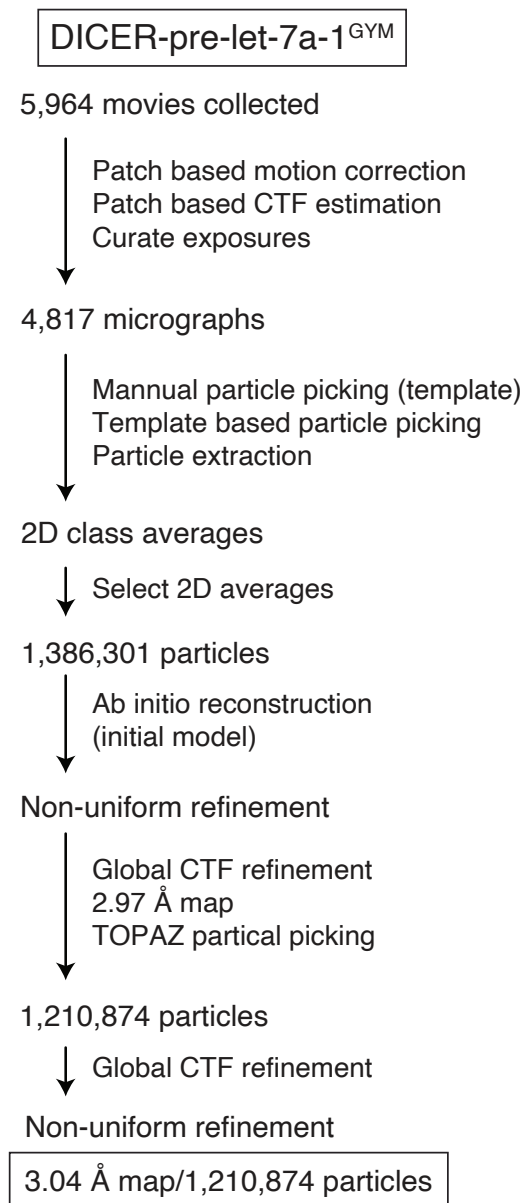 DICER-pre-let-7a-1GYM
5,964 movies collected
Patch based motion correction
Patch based CTF estimation
Curate exposures
4,817 micrographs
Mannual particle picking (template)
Template based particle picking
Particle extraction
2D class averages
Select 2D averages
1,386,301 particles
Ab initio reconstruction
(initial model)
Non-uniform refinement
Global CTF refinement
2.97 Å map
TOPAZ partical picking
1,210,874 particles
Global CTF refinement
Non-uniform refinement
3.04 Å map/1,210,874 particles